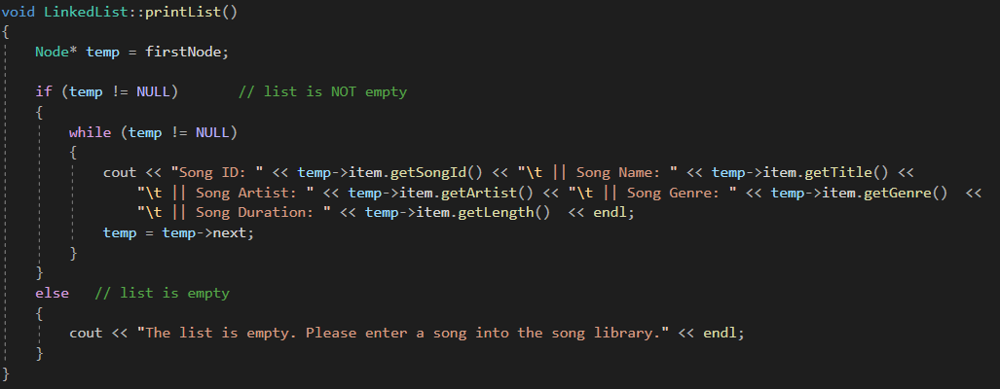 void LinkedList::printList()
{
    Node* temp = firstNode;

    if (temp != NULL)       // list is NOT empty
    {
        while (temp != NULL)
        {
            cout << "Song ID: " << temp->item.getSongId() << "\t || Song Name: " << temp->item.getTitle() <<
                "\t || Song Artist: " << temp->item.getArtist() << "\t || Song Genre: " << temp->item.getGenre()  <<
                "\t || Song Duration: " << temp->item.getLength()  << endl;
            temp = temp->next;
        }
    }
    else   // list is empty
    {
        cout << "The list is empty. Please enter a song into the song library." << endl;
    }
}